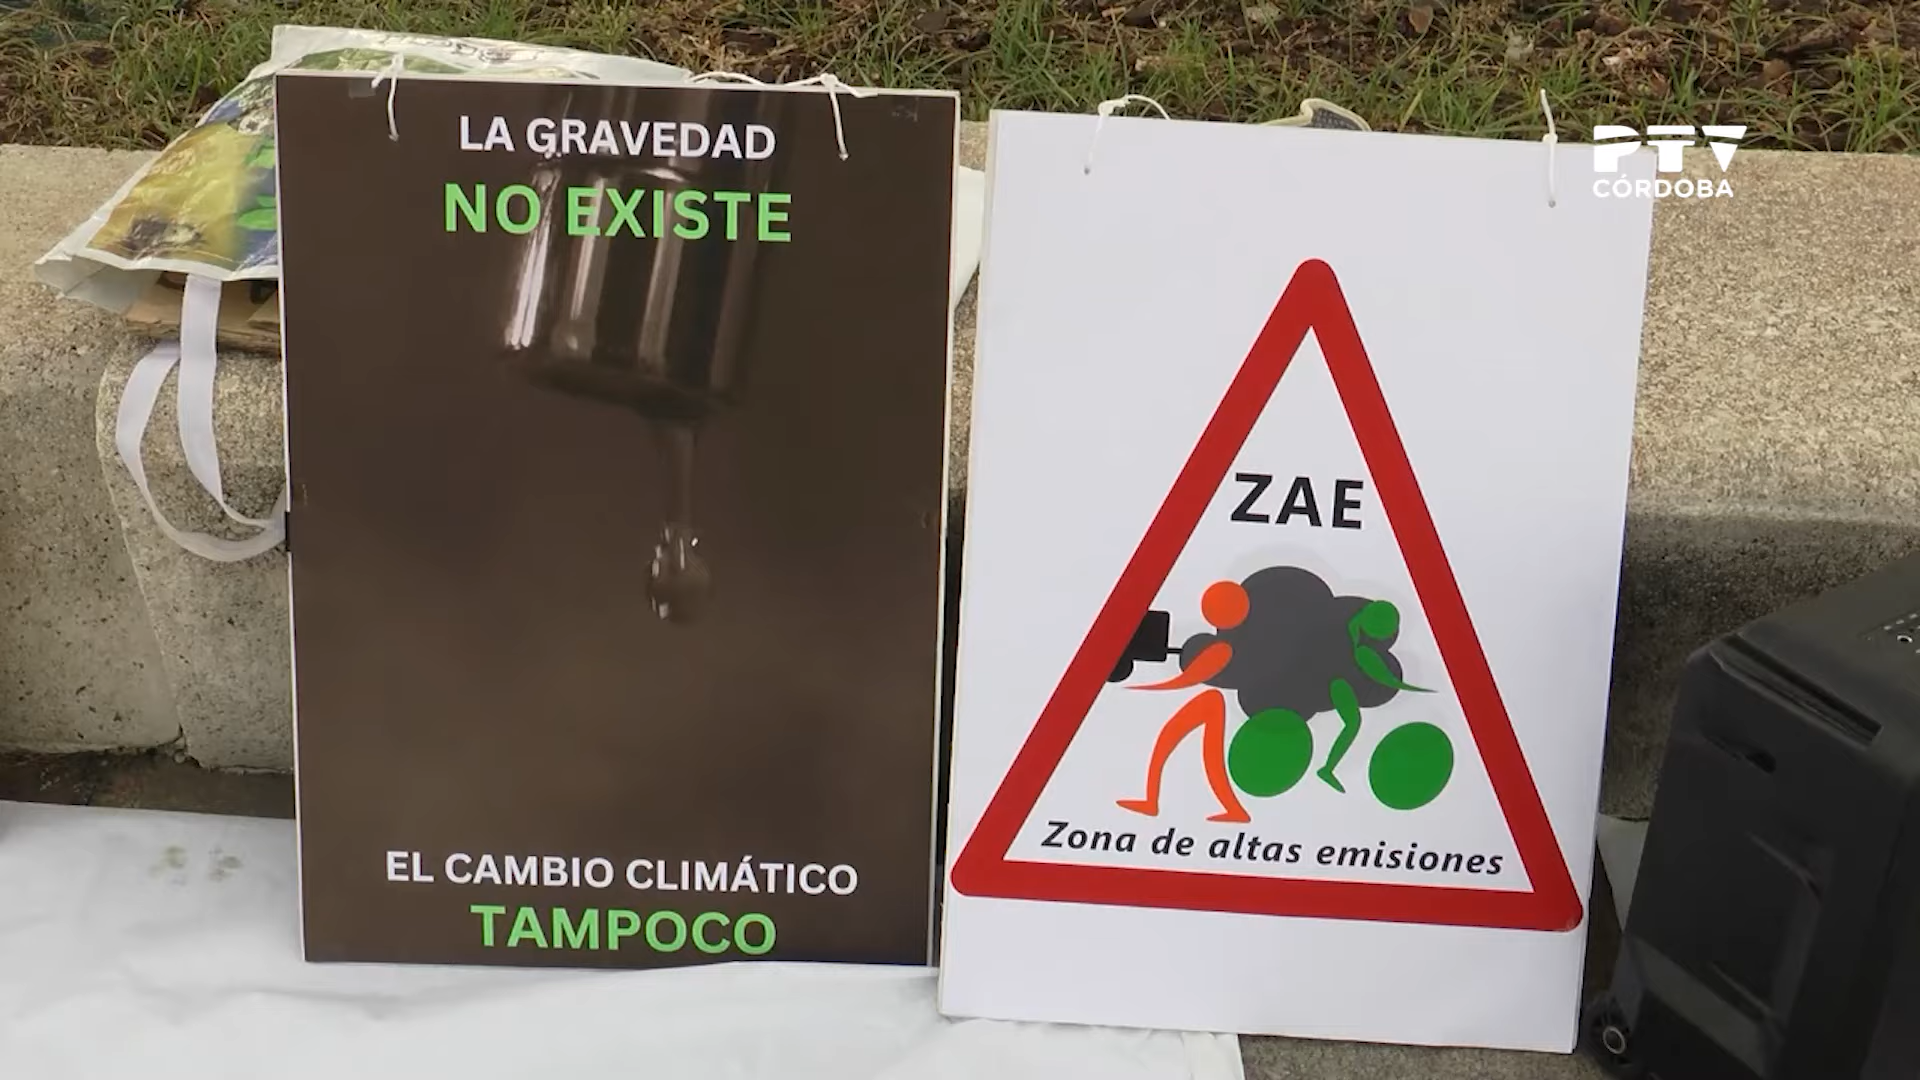 LA GRAVEDAD
NO EXISTE
EL CAMBIO CLIMÁTICO
TAMPOCO
ZAE
Zona de altas emisiones
PTV
CÓRDOBA